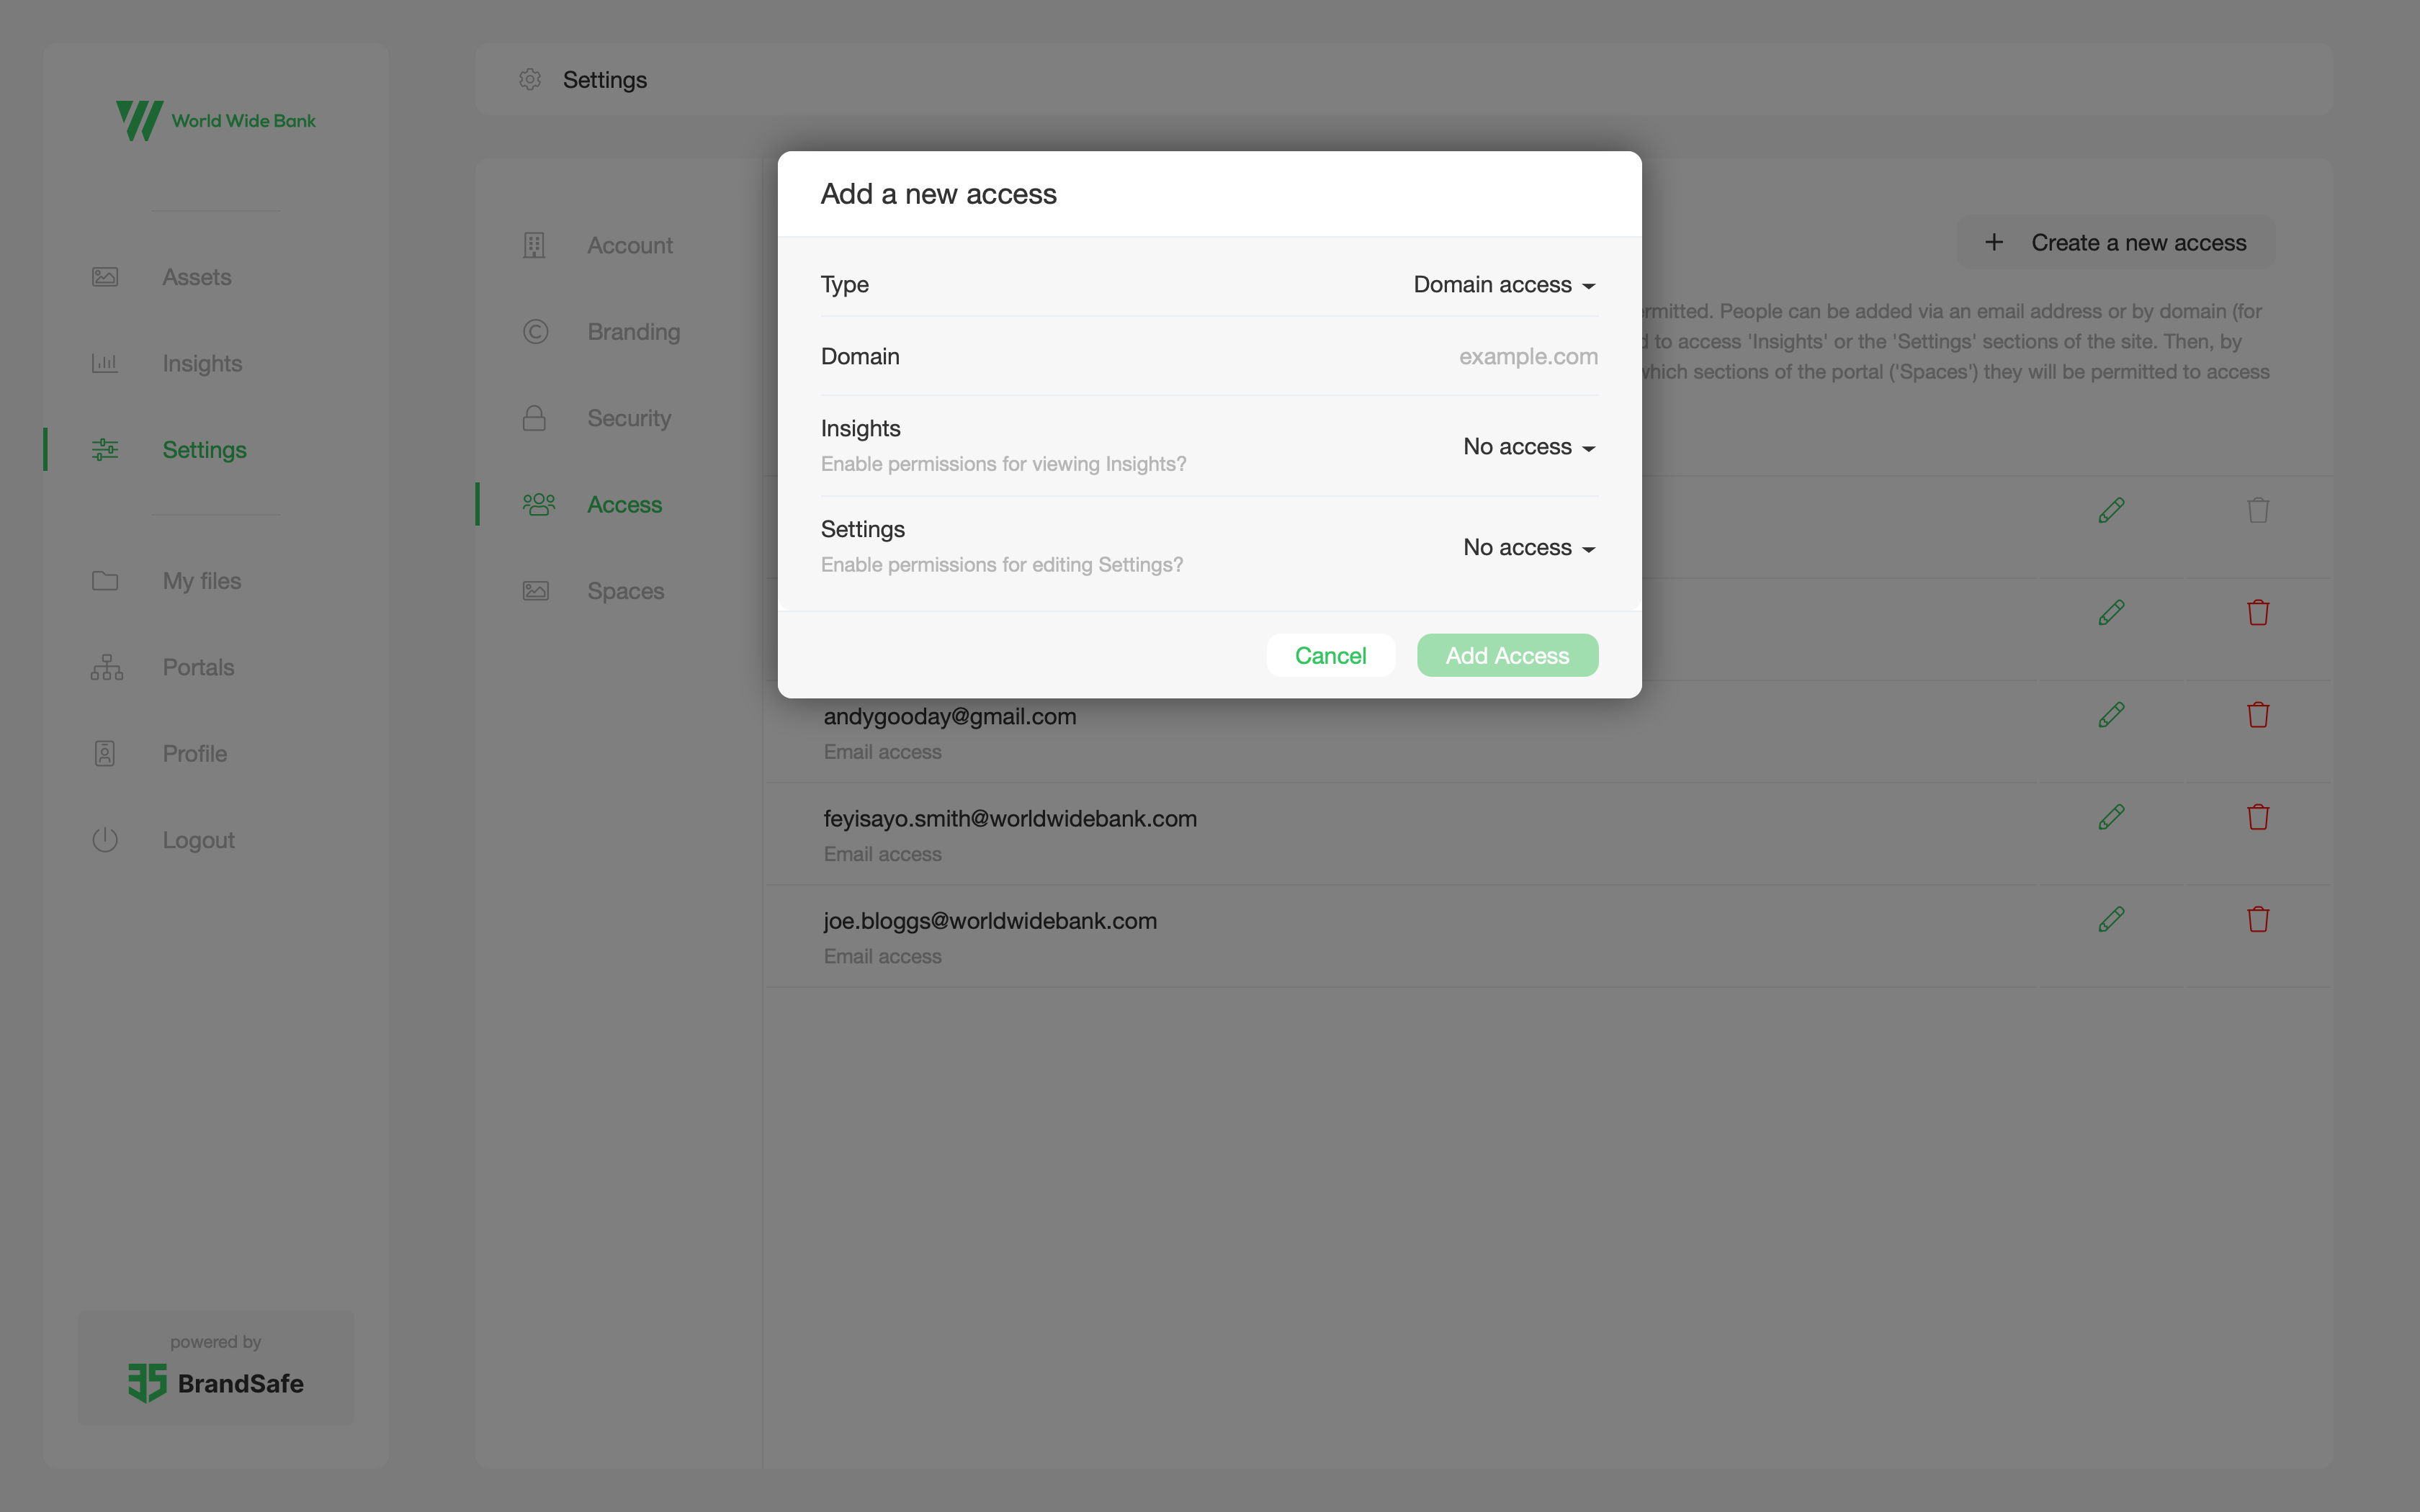 World Wide Bank
Assets
Insights
Settings
My files
Portals
Profile
Logout
powered by
BrandSafe
Settings
Account
Branding
Security
Access
Spaces
Create a new access
permitted. People can be added via an email address or by domain (for
to access 'Insights' or the 'Settings' sections of the site. Then, by
which sections of the portal ('Spaces') they will be permitted to access
Add a new access
Type Domain access
Domain example.com
Insights
Enable permissions for viewing Insights?
No access
Settings
Enable permissions for editing Settings?
No access
Cancel Add Access
andygooday@gmail.com
Email access
feyisayo.smith@worldwidebank.com
Email access
joe.bloggs@worldwidebank.com
Email access